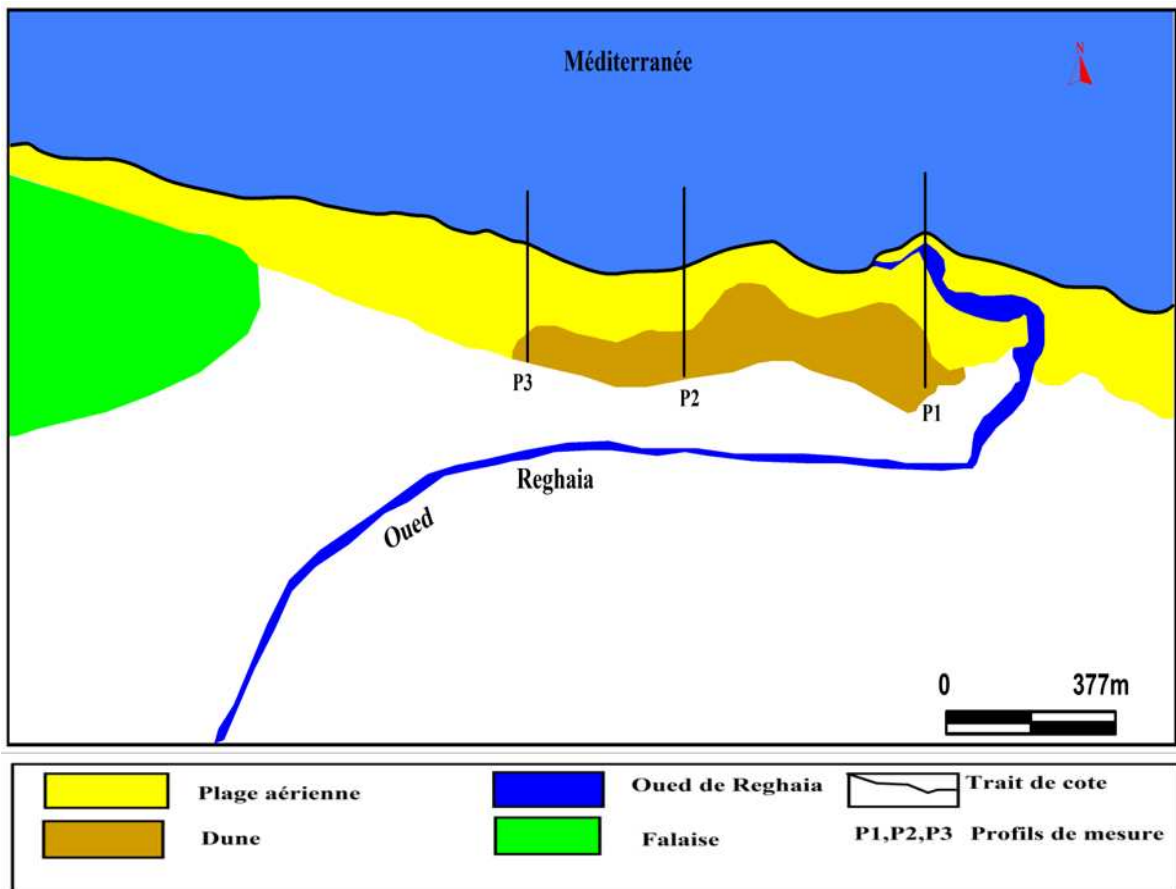 Méditerranée
N
P3
P2
P1
Reghaia
Oued
0 377m
Plage aérienne
Oued de Reghaia
Trait de cote
Dune
Falaise
P1,P2,P3 Profils de mesure